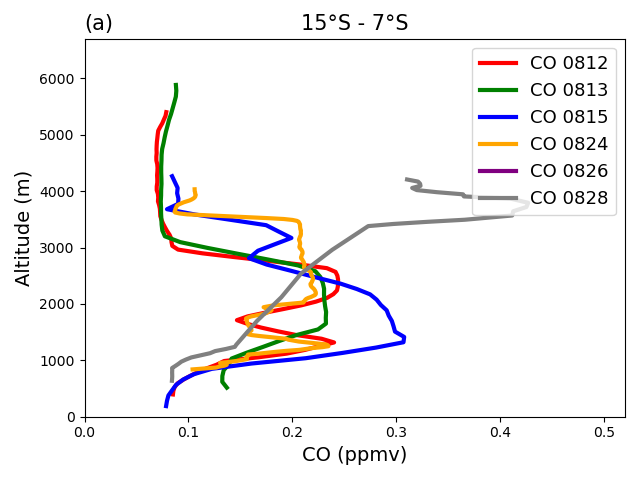 (a)
15°S - 7°S
CO 0812
CO 0813
CO 0815
CO 0824
CO 0826
CO 0828
Altitude (m)
6000
5000
4000
3000
2000
1000
0
0.0 0.1 0.2 0.3 0.4 0.5
CO (ppmv)